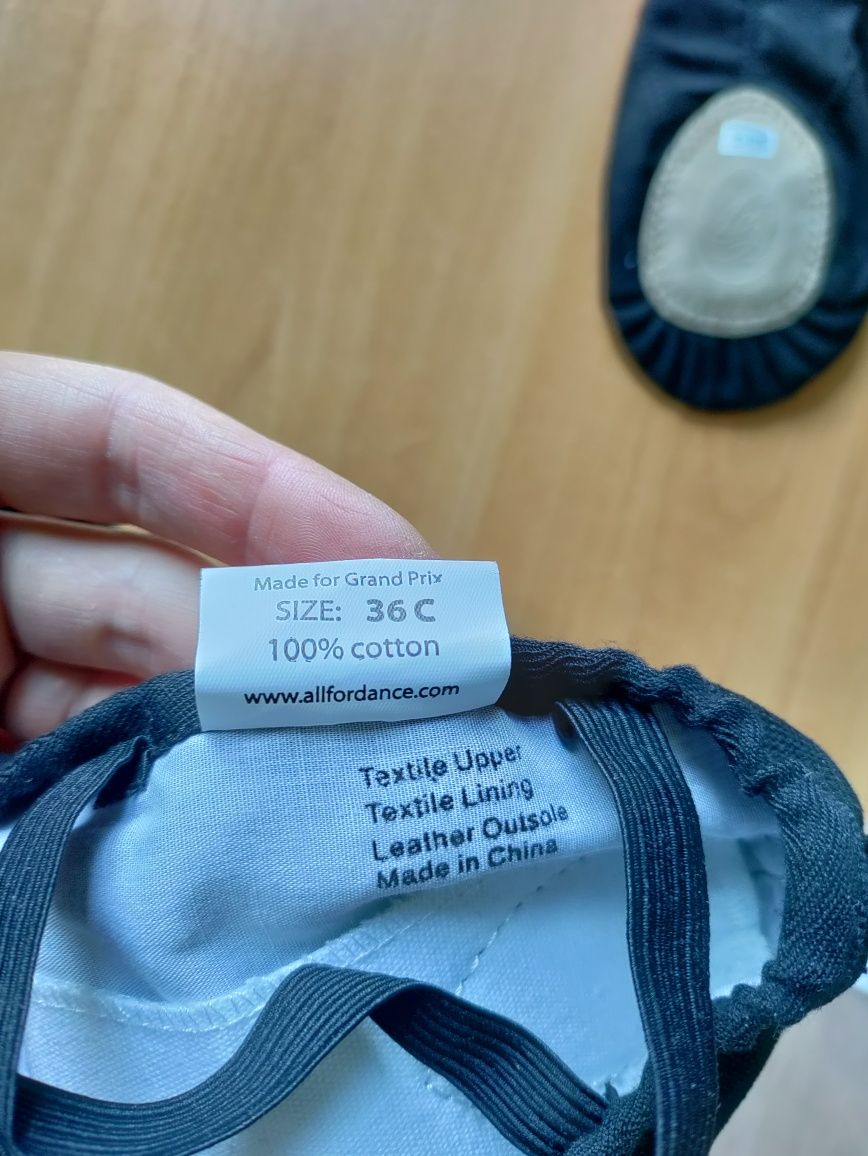 Made for Grand Prix
SIZE: 36 C
100% cotton
www.allfordance.com
Textile Upper
Textile Lining
Leather Outsole
Made in China